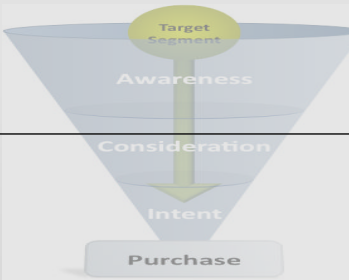 Target
Segment
Awareness
Consideration
Intent
Purchase